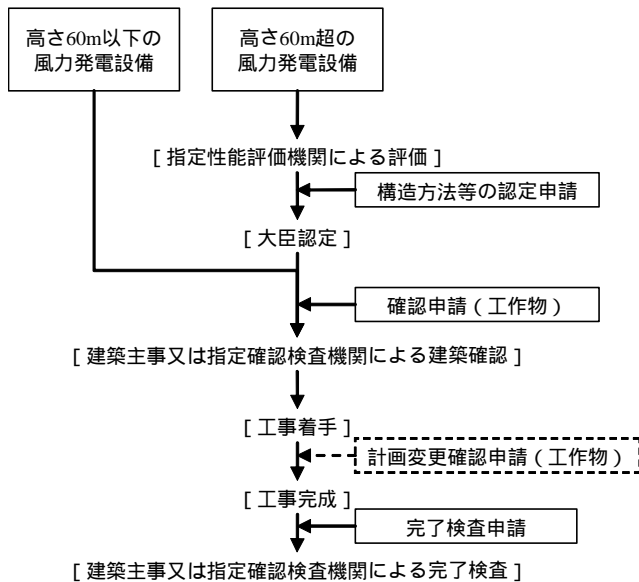 高さ60m以下の
風力発電設備
高さ60m超の
風力発電設備
[ 指定性能評価機関による評価 ]
構造方法等の認定申請
[ 大臣認定 ]
確認申請 ( 工作物 )
[ 建築主事又は指定確認検査機関による建築確認 ]
[ 工事着手 ]
計画変更確認申請 ( 工作物 )
[ 工事完成 ]
完了検査申請
[ 建築主事又は指定確認検査機関による完了検査 ]